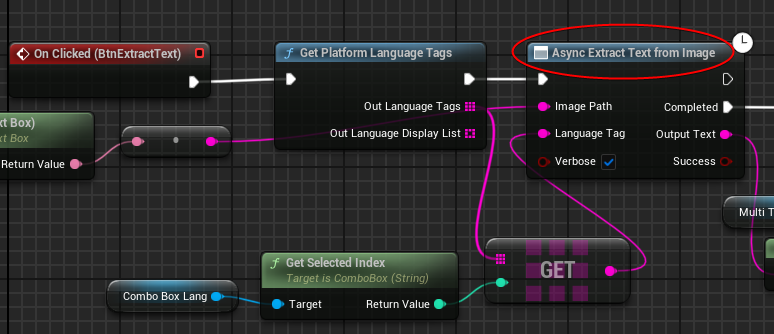 On Clicked (BtnExtractText)
Get Platform Language Tags
Async Extract Text from Image
Out Language Tags
Image Path
Completed
xt Box)
ext Box
Out Language Display List
Language Tag
Output Text
Return Value
Verbose
Success
Multi T
Get Selected Index
Target is ComboBox (String)
GET
Combo Box Lang
Target
Return Value